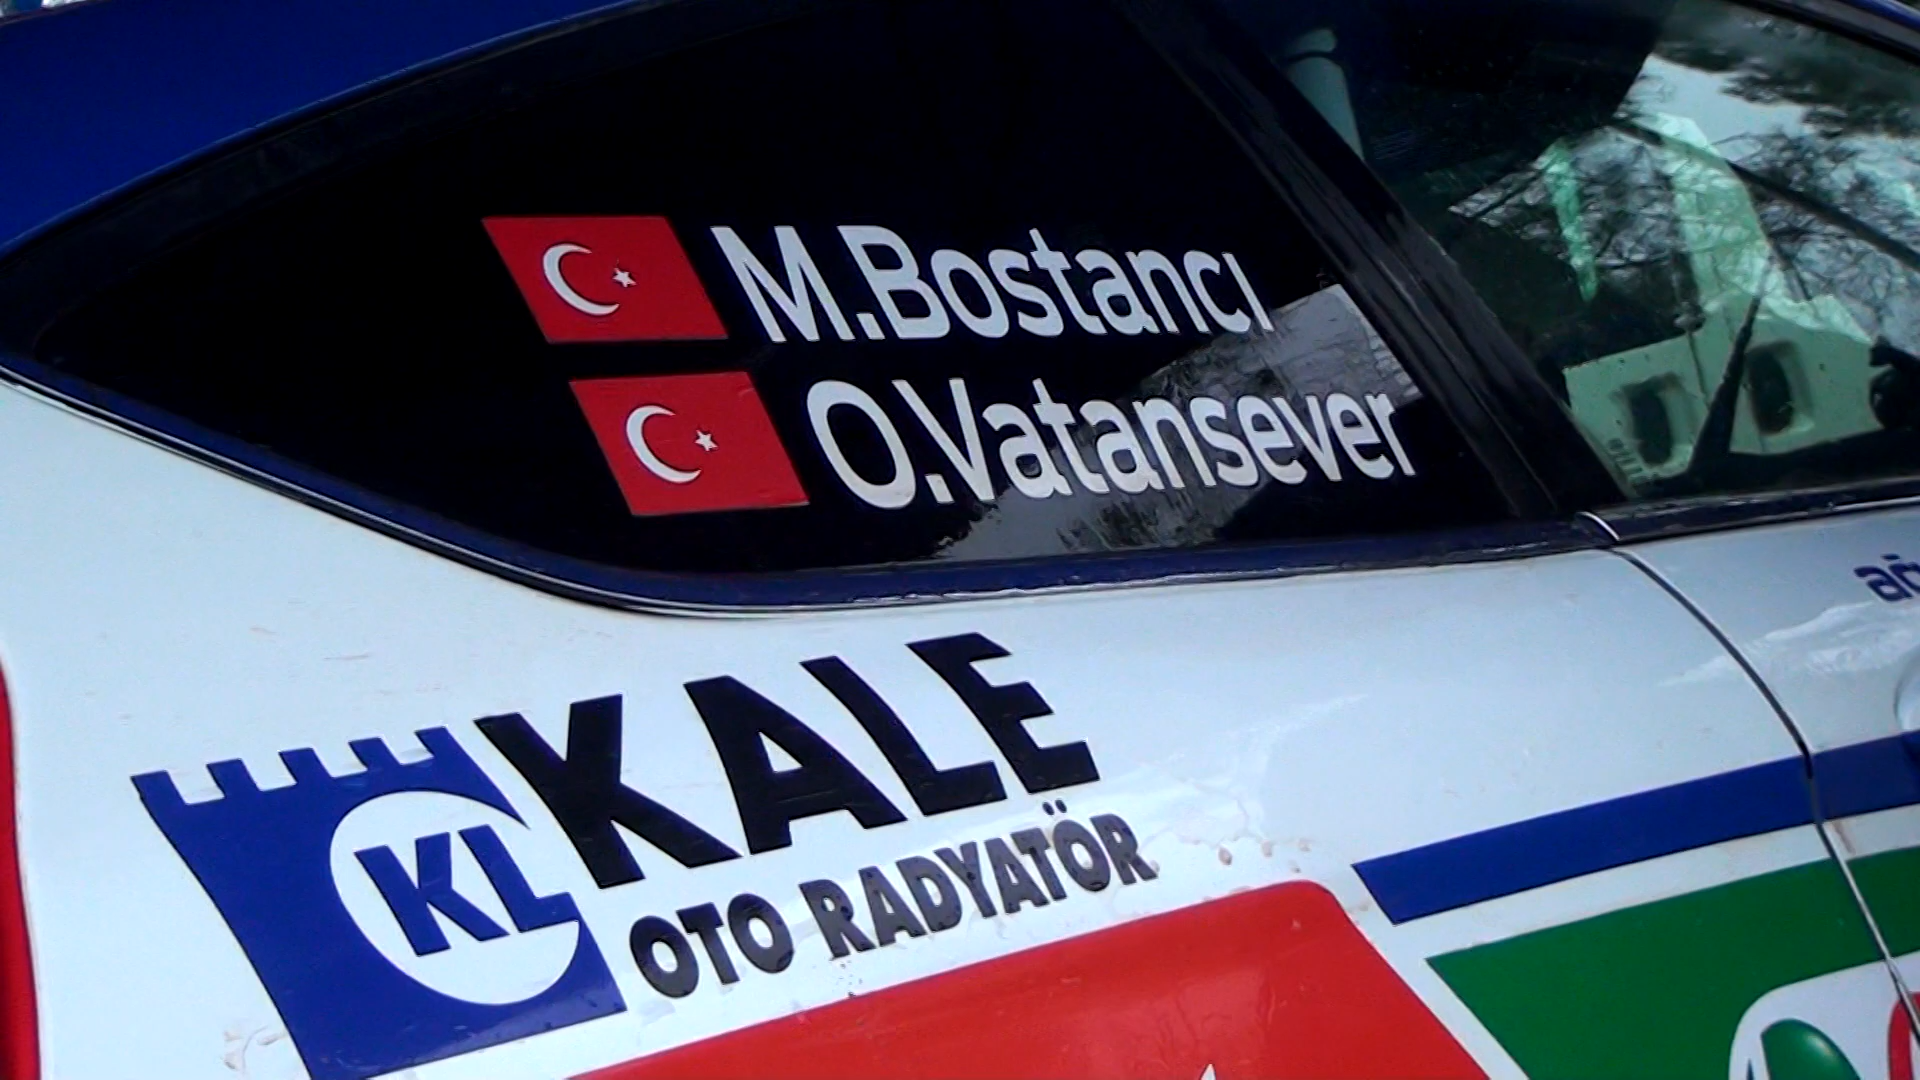 M.Bostancı
O.Vatansever
KL
KALE
OTO RADYATÖR